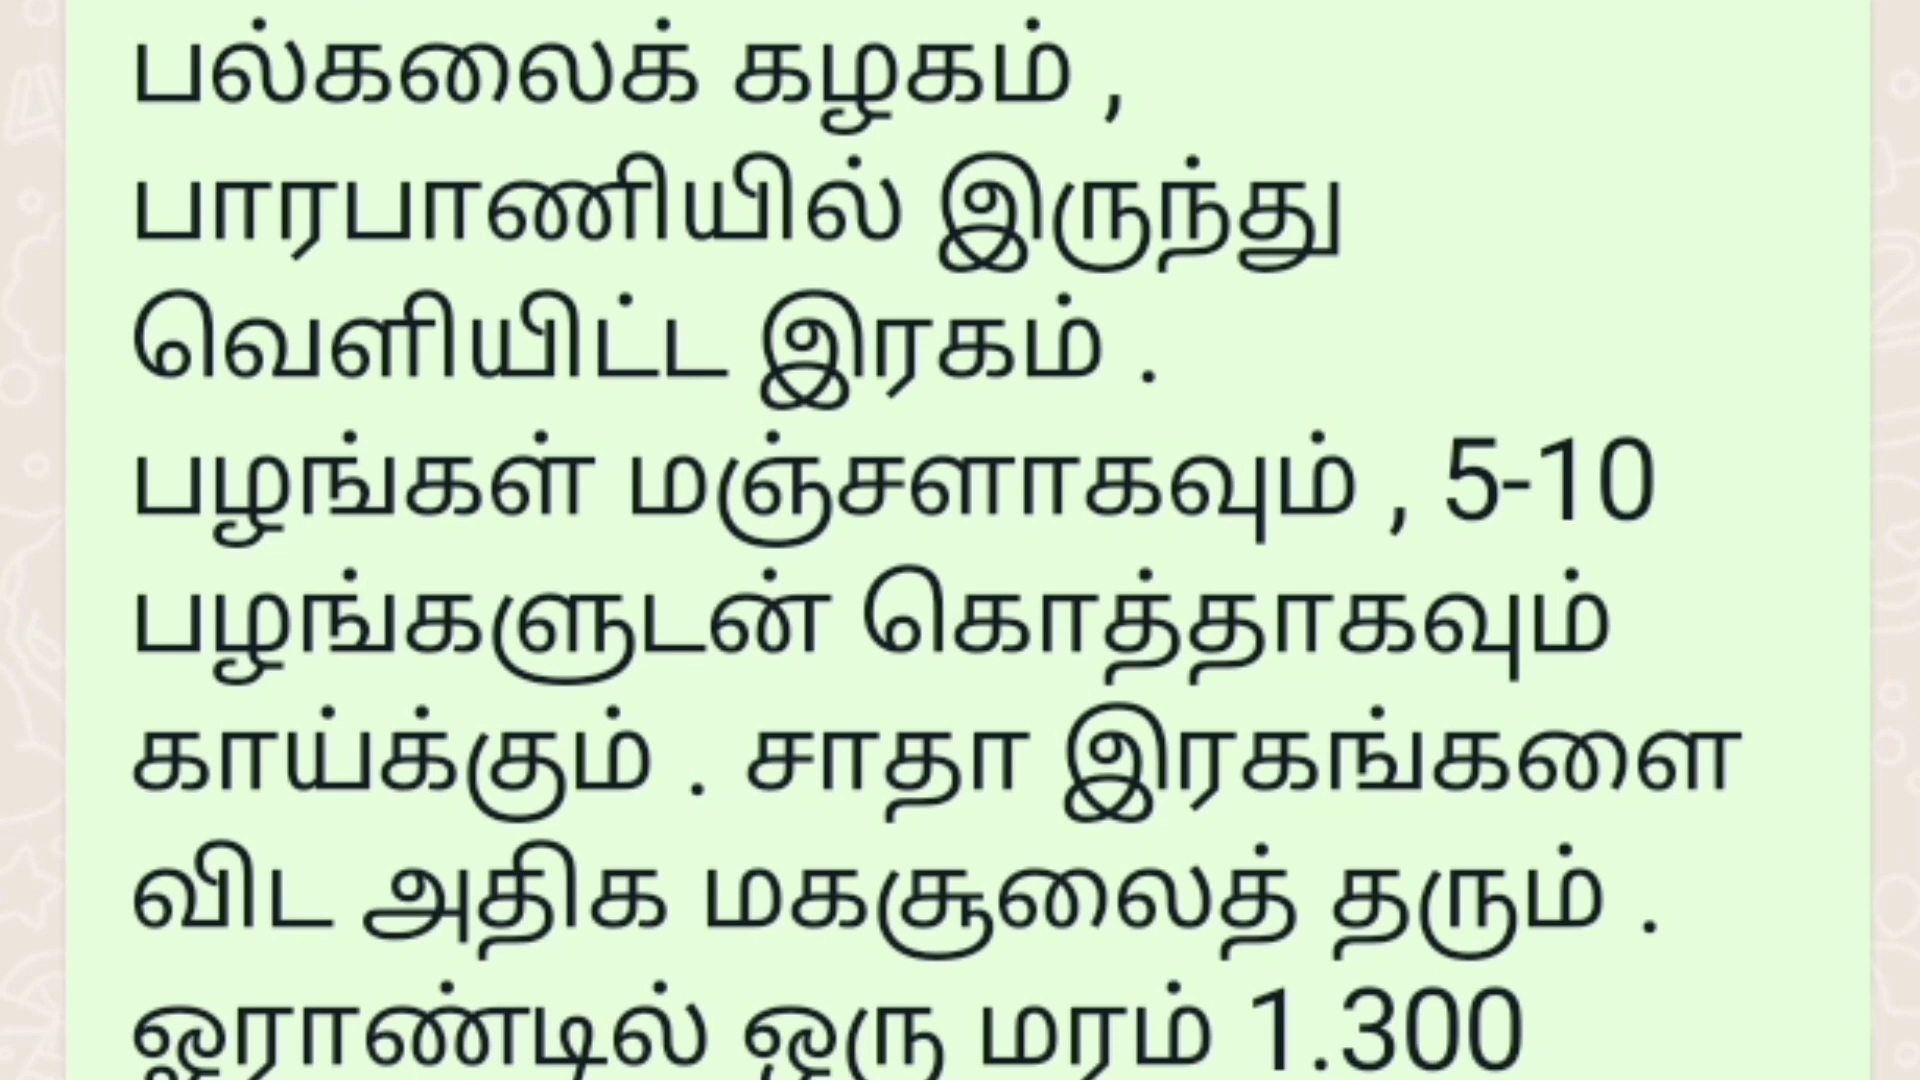 பல்கலைக் கழகம் ,
பாரபாணியில் இருந்து
வெளியிட்ட இரகம் .
பழங்கள் மஞ்சளாகவும் , 5-10
பழங்களுடன் கொத்தாகவும்
காய்க்கும் . சாதா இரகங்களை
விட அதிக மகசூலைத் தரும் .
ஓராண்டில் ஒரு மரம் 1.300